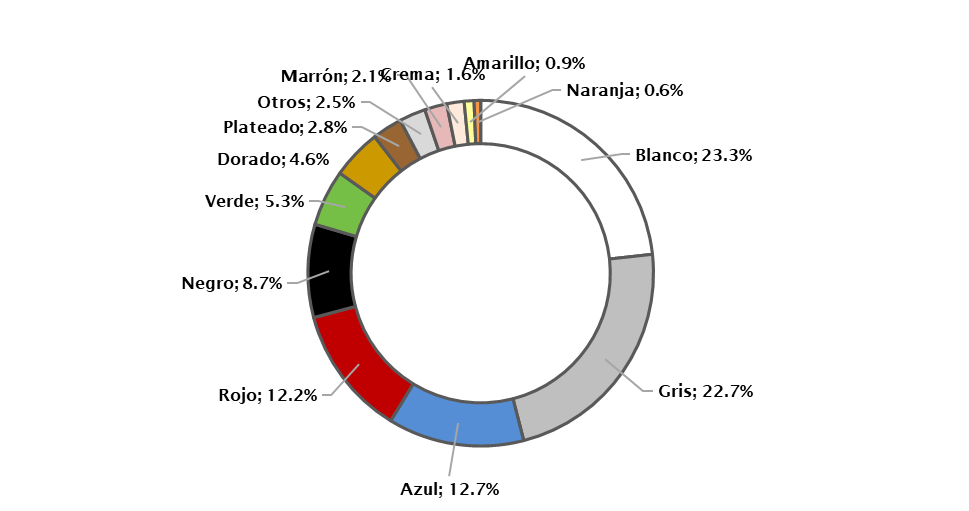 Amarillo; 0.9%
Marrón; 2.1%
Crema; 1.6%
Naranja; 0.6%
Otros; 2.5%
Plateado; 2.8%
Blanco; 23.3%
Dorado; 4.6%
Verde; 5.3%
Negro; 8.7%
Gris; 22.7%
Rojo; 12.2%
Azul; 12.7%